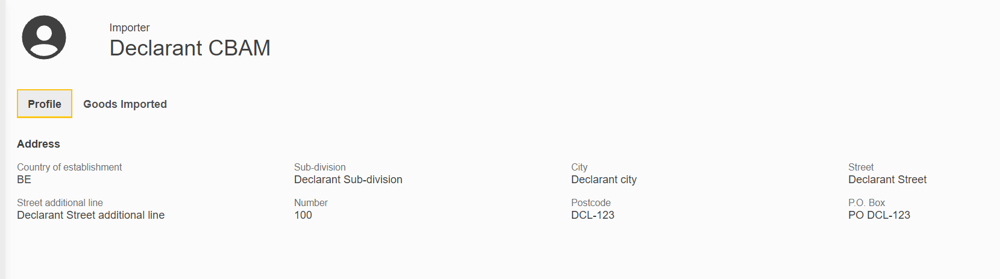 Importer
Declarant CBAM
Profile Goods Imported
Address
Country of establishment Sub-division City Street
BE Declarant Sub-division Declarant city Declarant Street
Street additional line Number Postcode P.O. Box
Declarant Street additional line 100 DCL-123 PO DCL-123